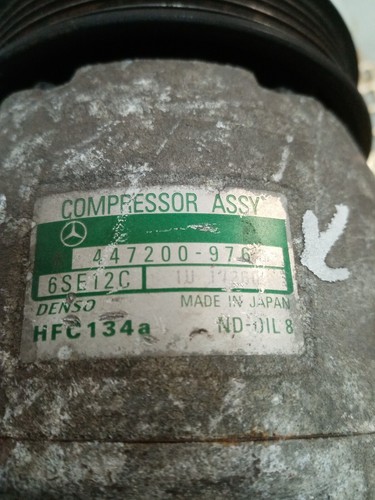 COMPRESSOR ASSY
447200-976
6SE12C
DENSO MADE IN JAPAN
HFC134a ND-OIL 8